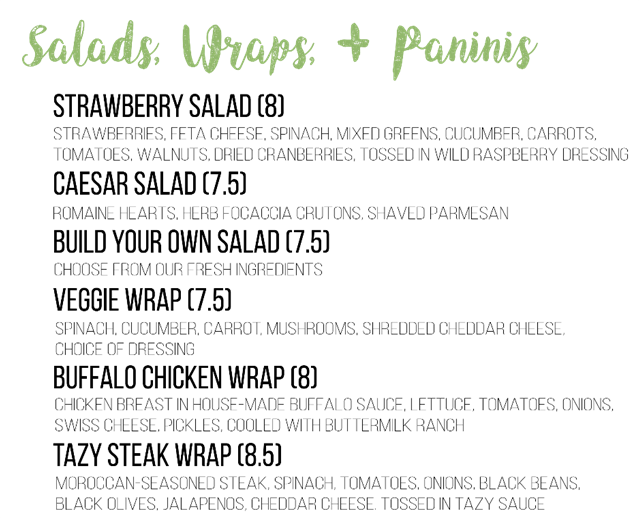 Salads, Wraps, + Paninis
STRAWBERRY SALAD (8)
STRAWBERRIES, FETA CHEESE, SPINACH, MIXED GREENS, CUCUMBER, CARROTS,
TOMATOES, WALNUTS, DRIED CRANBERRIES, TOSSED IN WILD RASPBERRY DRESSING
CAESAR SALAD (7.5)
ROMAINE HEARTS, HERB FOCACCIA CRUTONS, SHAVED PARMESAN
BUILD YOUR OWN SALAD (7.5)
CHOOSE FROM OUR FRESH INGREDIENTS
VEGGIE WRAP (7.5)
SPINACH, CUCUMBER, CARROT, MUSHROOMS, SHREDDED CHEDDAR CHEESE,
CHOICE OF DRESSING
BUFFALO CHICKEN WRAP (8)
CHICKEN BREAST IN HOUSE-MADE BUFFALO SAUCE, LETTUCE, TOMATOES, ONIONS,
SWISS CHEESE, PICKLES, COOLED WITH BUTTERMILK RANCH
TAZY STEAK WRAP (8.5)
MOROCCAN-SEASONED STEAK, SPINACH, TOMATOES, ONIONS, BLACK BEANS,
BLACK OLIVES, JALAPENOS, CHEDDAR CHEESE, TOSSED IN TAZY SAUCE